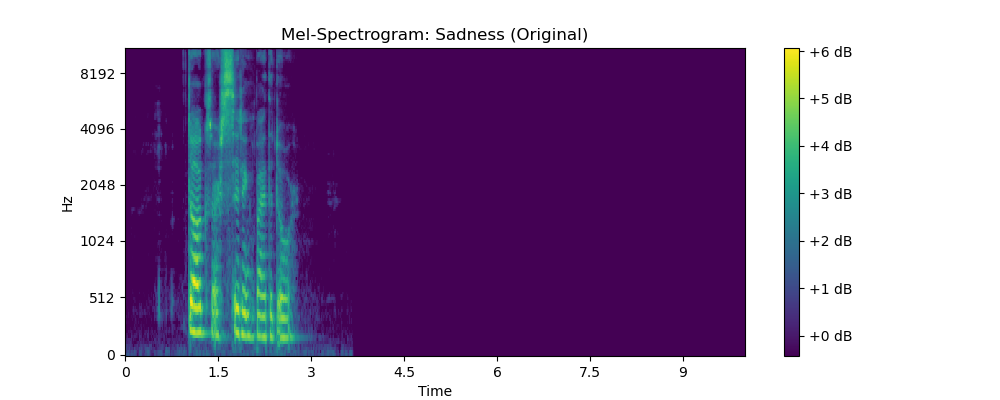 Mel-Spectrogram: Sadness (Original)
8192
4096
2048
1024
512
0
Hz
0 1.5 3 4.5 6 7.5 9
Time
+6 dB
+5 dB
+4 dB
+3 dB
+2 dB
+1 dB
+0 dB